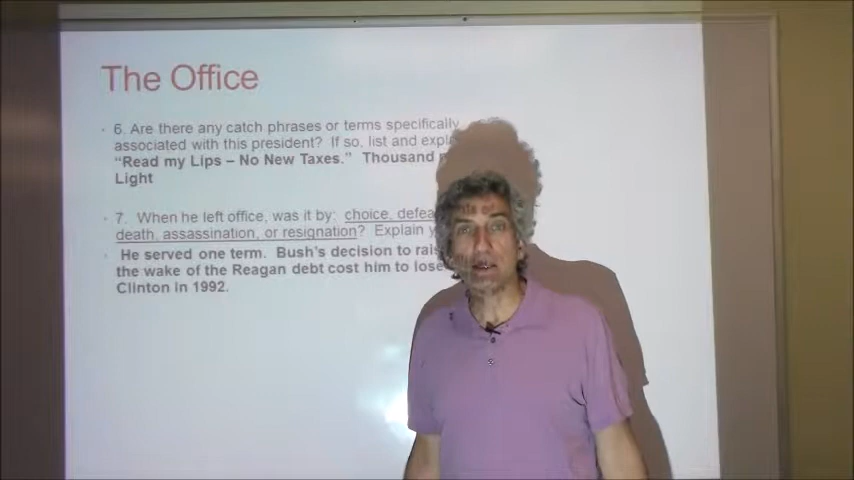 The Office
6. Are there any catch phrases or terms specifically
associated with this president? If so, list and
"Read my Lips – No New Taxes." Thousand
Light
7. When he left office, was it by: choice,
death, assassination, or resignation? Explain
He served one term. Bush's decision to
the wake of the Reagan debt cost him to lose
Clinton in 1992.